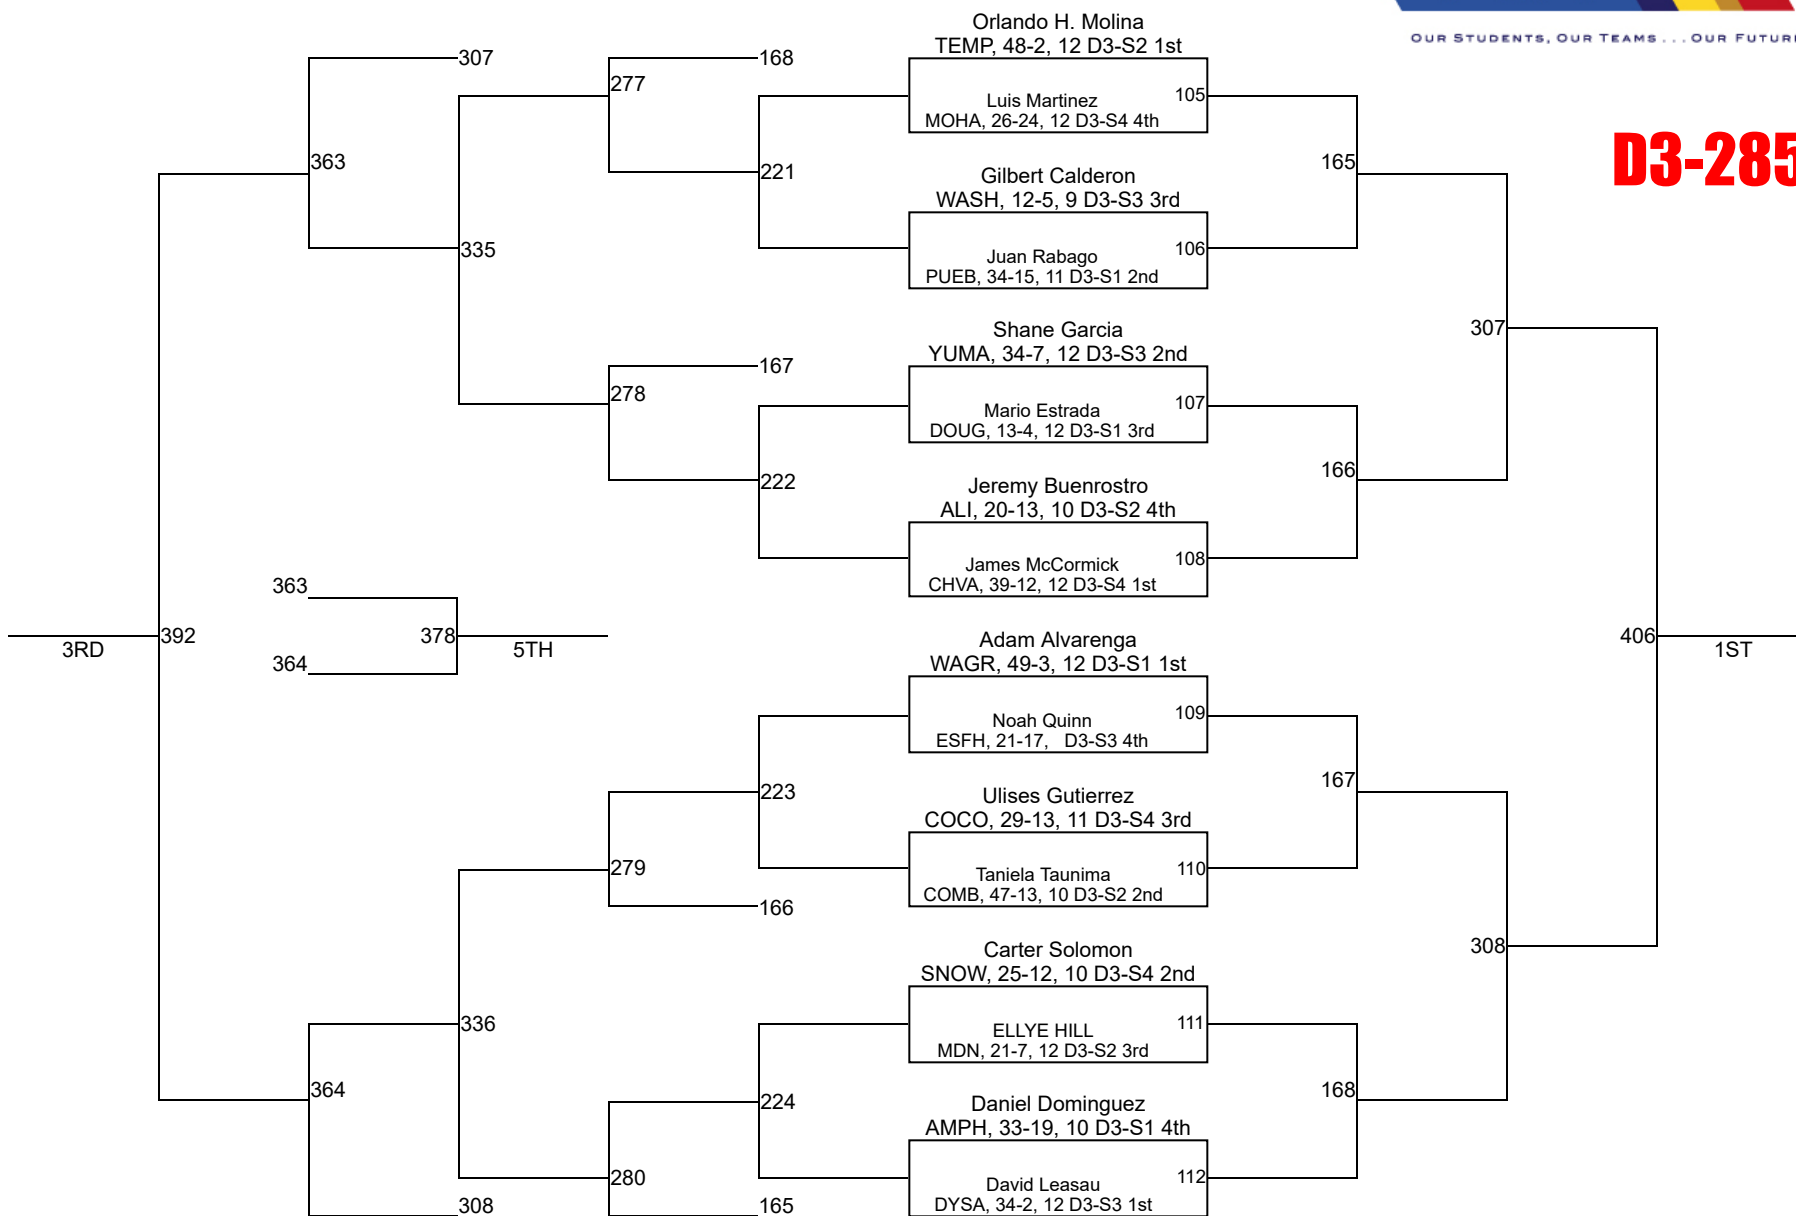 OUR STUDENTS, OUR TEAMS . . . OUR FUTUR
D3-285
Orlando H. Molina
TEMP, 48-2, 12 D3-S2 1st
307
168
277
Luis Martinez
105
MOHA, 26-24, 12 D3-S4 4th
363
221
165
Gilbert Calderon
WASH, 12-5, 9 D3-S3 3rd
335
Juan Rabago
106
PUEB, 34-15, 11 D3-S1 2nd
Shane Garcia
307
YUMA, 34-7, 12 D3-S3 2nd
167
278
Mario Estrada
107
DOUG, 13-4, 12 D3-S1 3rd
222
166
Jeremy Buenrostro
ALI, 20-13, 10 D3-S2 4th
James McCormick
108
CHVA, 39-12, 12 D3-S4 1st
363
392
378
406
3RD
5TH
1ST
364
Adam Alvarenga
WAGR, 49-3, 12 D3-S1 1st
Noah Quinn
109
ESFH, 21-17, D3-S3 4th
223
167
Ulises Gutierrez
COCO, 29-13, 11 D3-S4 3rd
279
Taniela Taunima
110
COMB, 47-13, 10 D3-S2 2nd
166
308
Carter Solomon
SNOW, 25-12, 10 D3-S4 2nd
336
ELLYE HILL
111
MDN, 21-7, 12 D3-S2 3rd
364
224
168
Daniel Dominguez
AMPH, 33-19, 10 D3-S1 4th
280
David Leasau
112
DYSA, 34-2, 12 D3-S3 1st
308
165